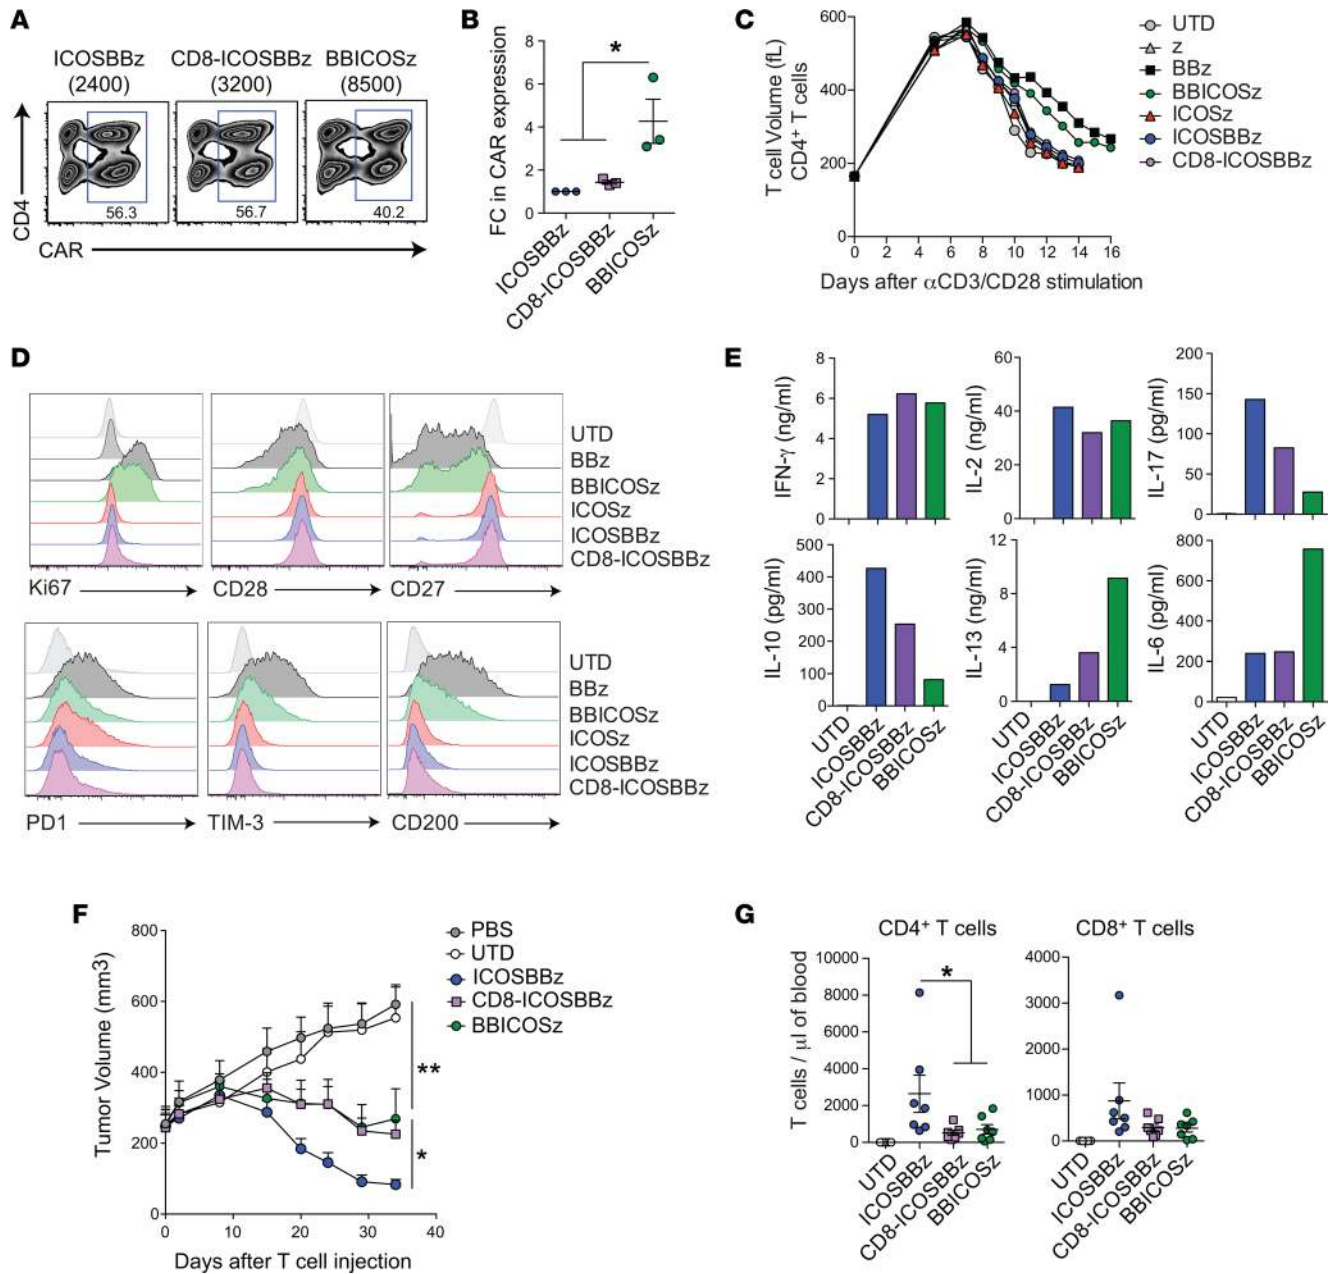 A
ICOSBBz
(2400)
CD8-ICOSBBz
(3200)
BBICOSz
(8500)
CD4
56.3
56.7
40.2
CAR
B
FC in CAR expression
8
6
4
2
0
*
ICOSBBz
CD8-ICOSBBz
BBICOSz
C
T cell Volume (fL)
CD4+ T cells
600
400
200
0
0 2 4 6 8 10 12 14 16
Days after αCD3/CD28 stimulation
UTD
z
BBz
BBICOSz
ICOSz
ICOSBBz
CD8-ICOSBBz
D
UTD
BBz
BBICOSz
ICOSz
ICOSBBz
CD8-ICOSBBz
Ki67
CD28
CD27
UTD
BBz
BBICOSz
ICOSz
ICOSBBz
CD8-ICOSBBz
PD1
TIM-3
CD200
E
IFN-γ (ng/ml)
8
6
4
2
0
IL-2 (ng/ml)
60
40
20
0
IL-17 (pg/ml)
200
150
100
50
0
IL-10 (pg/ml)
500
400
300
200
100
0
IL-13 (ng/ml)
12
8
4
0
IL-6 (pg/ml)
800
600
400
200
0
UTD
ICOSBBz
CD8-ICOSBBz
BBICOSz
UTD
ICOSBBz
CD8-ICOSBBz
BBICOSz
UTD
ICOSBBz
CD8-ICOSBBz
BBICOSz
F
Tumor Volume (mm3)
800
600
400
200
0
0 10 20 30 40
Days after T cell injection
PBS
UTD
ICOSBBz
CD8-ICOSBBz
BBICOSz
**
*
G
CD4+ T cells
T cells / μl of blood
10000
8000
6000
4000
2000
0
*
UTD
ICOSBBz
CD8-ICOSBBz
BBICOSz
CD8+ T cells
4000
3000
2000
1000
0
UTD
ICOSBBz
CD8-ICOSBBz
BBICOSz